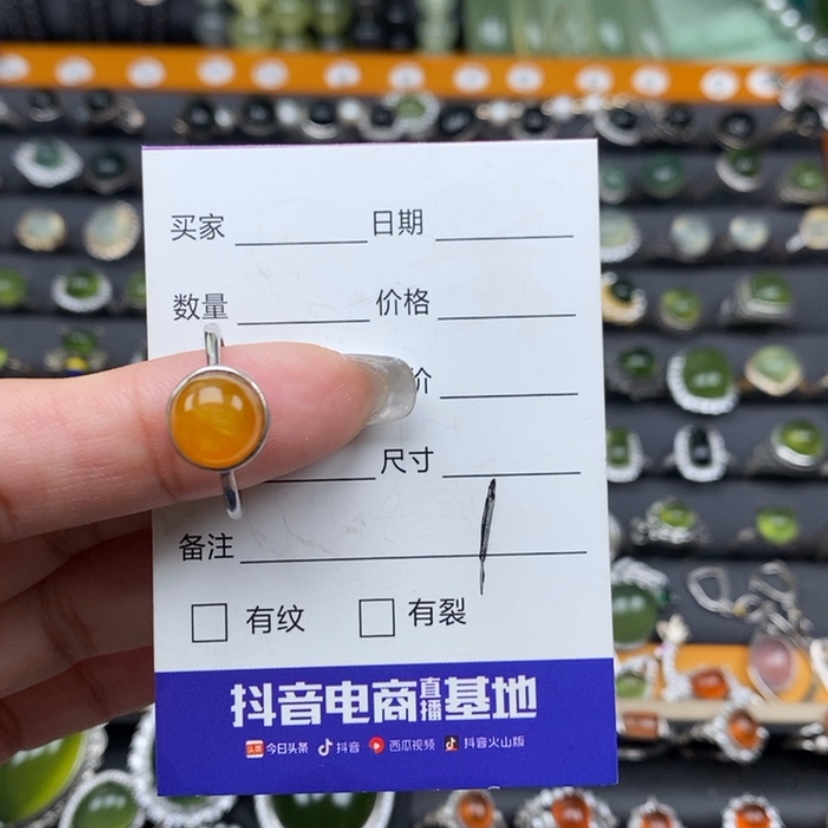 买家 日期
数量 价格
价
尺寸
备注
有纹 有裂
抖音电商直播基地
头条 今日头条 抖音 西瓜视频 抖音火山版